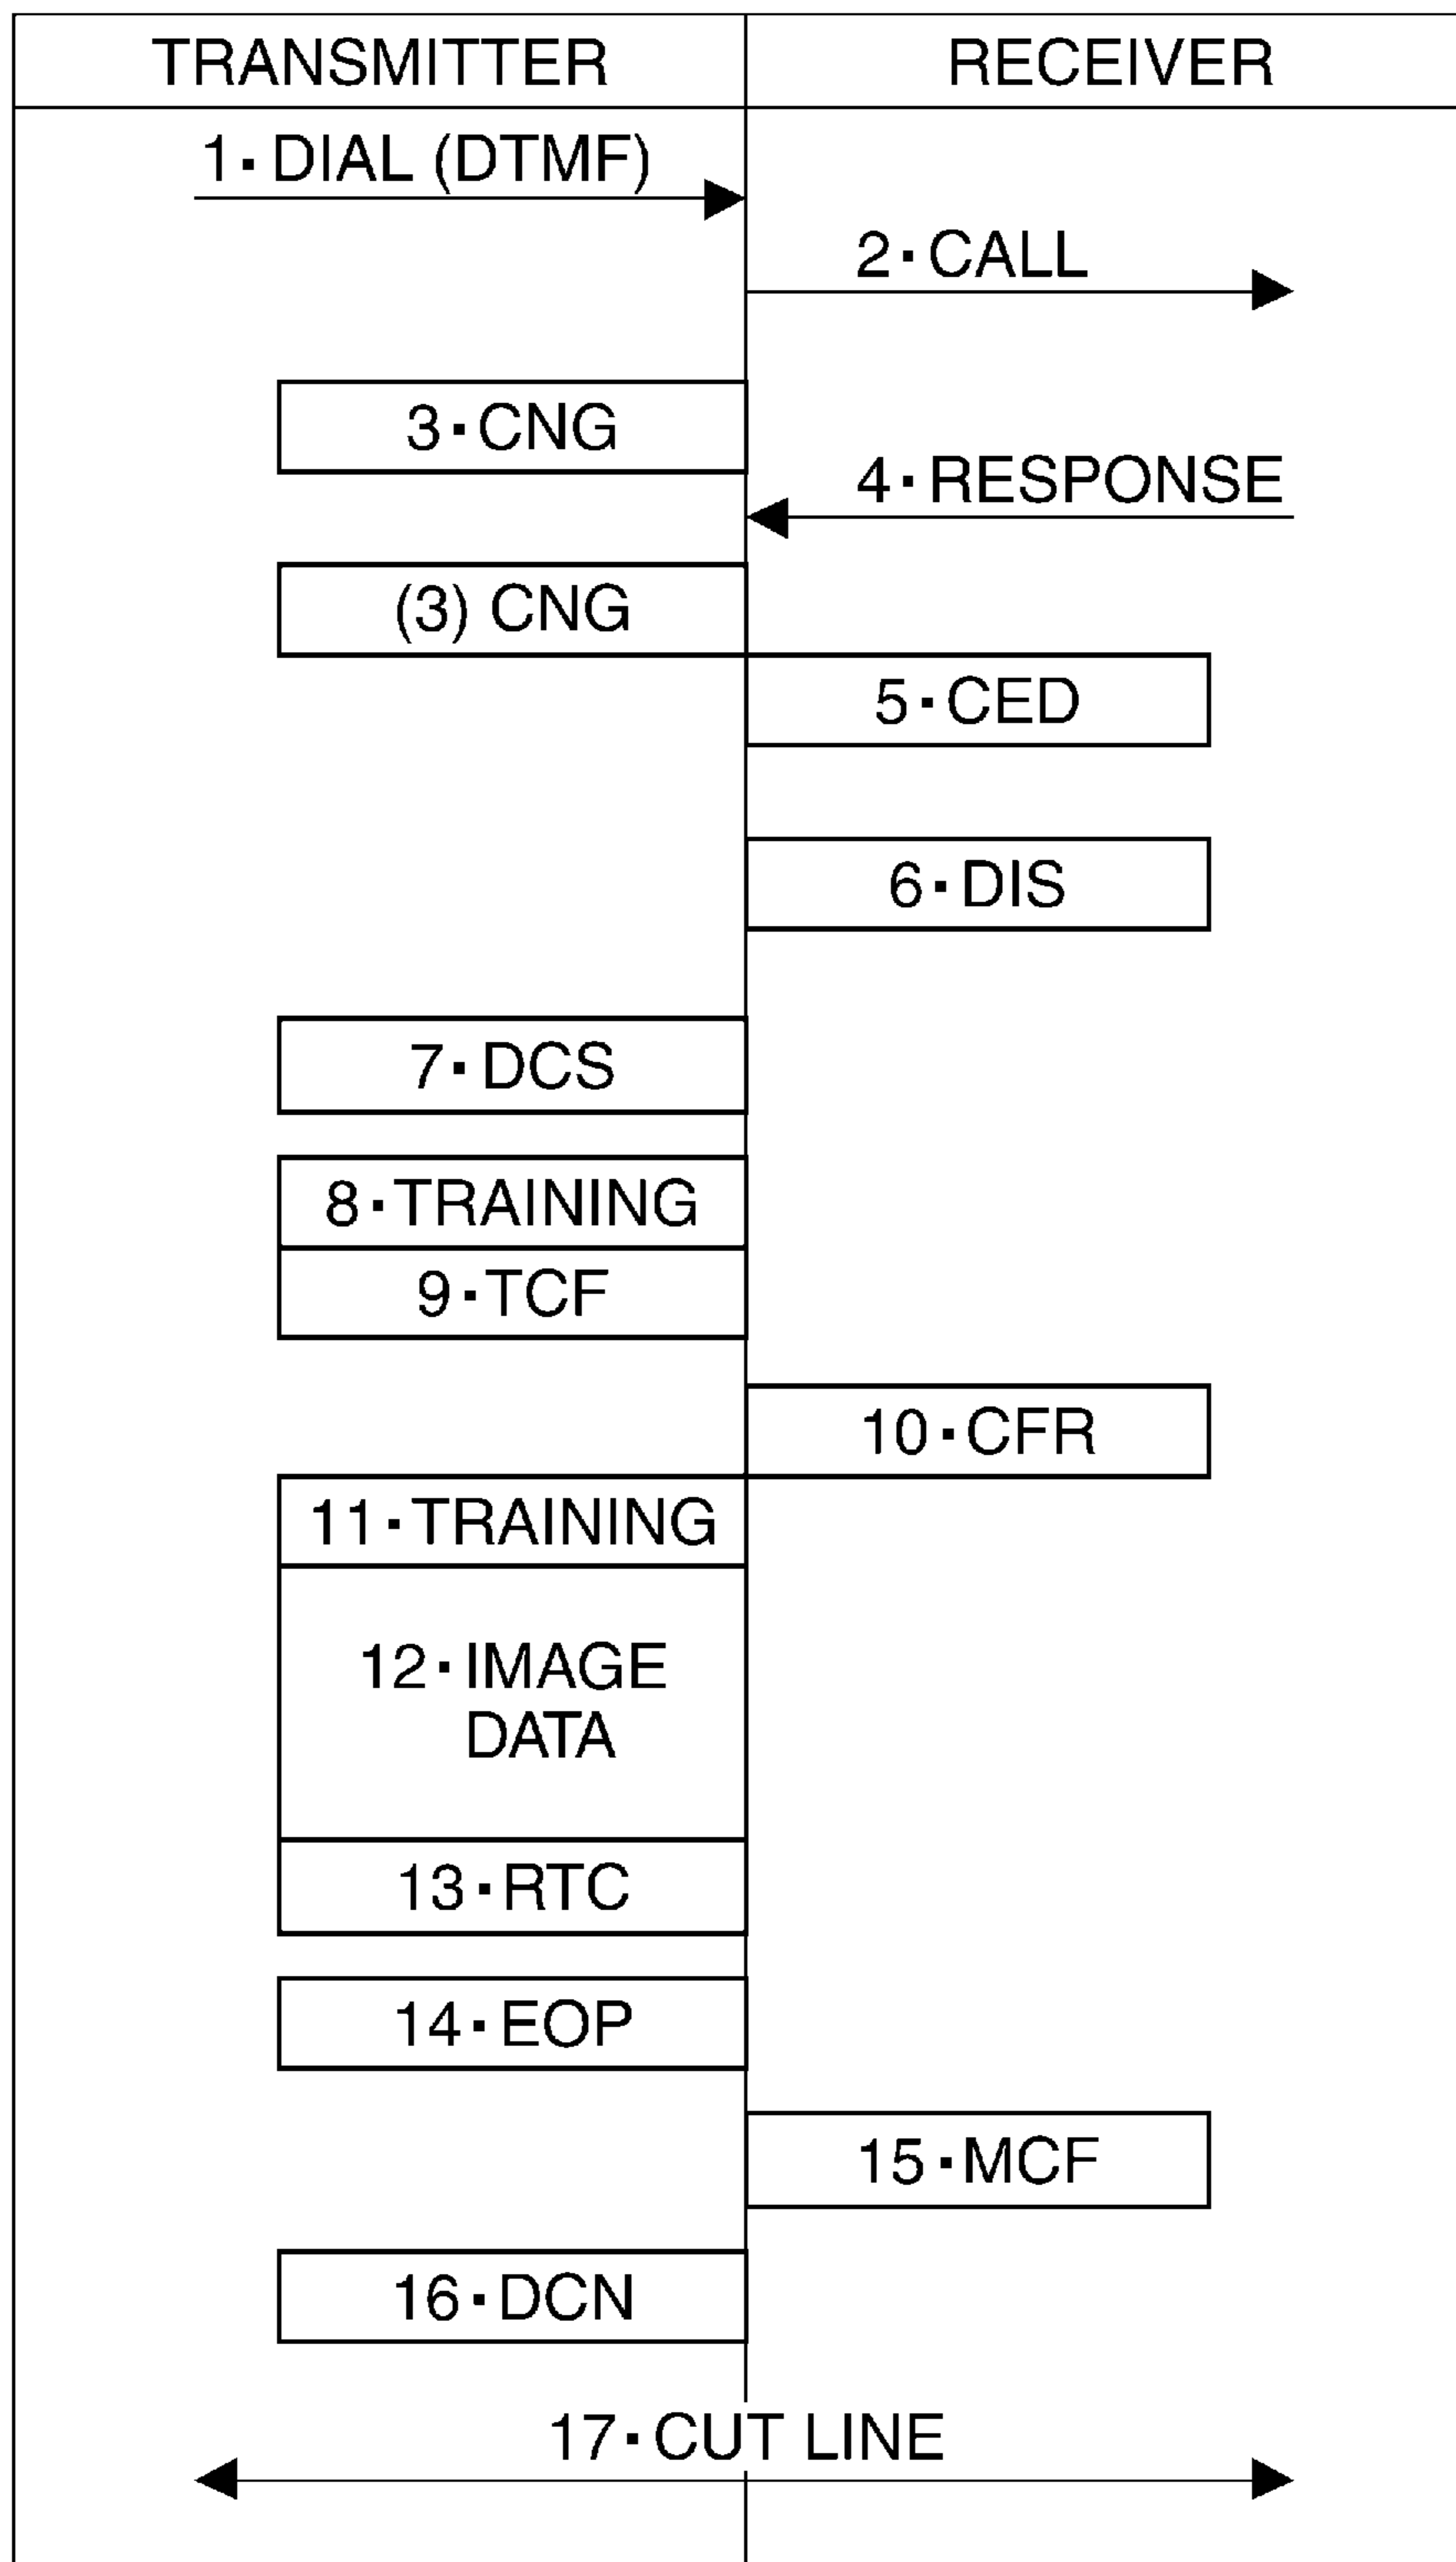 TRANSMITTER
RECEIVER
1·DIAL (DTMF)
2·CALL
3·CNG
4·RESPONSE
(3) CNG
5·CED
6·DIS
7·DCS
8·TRAINING
9·TCF
10·CFR
11·TRAINING
12·IMAGE
DATA
13·RTC
14·EOP
15·MCF
16·DCN
17·CUT LINE